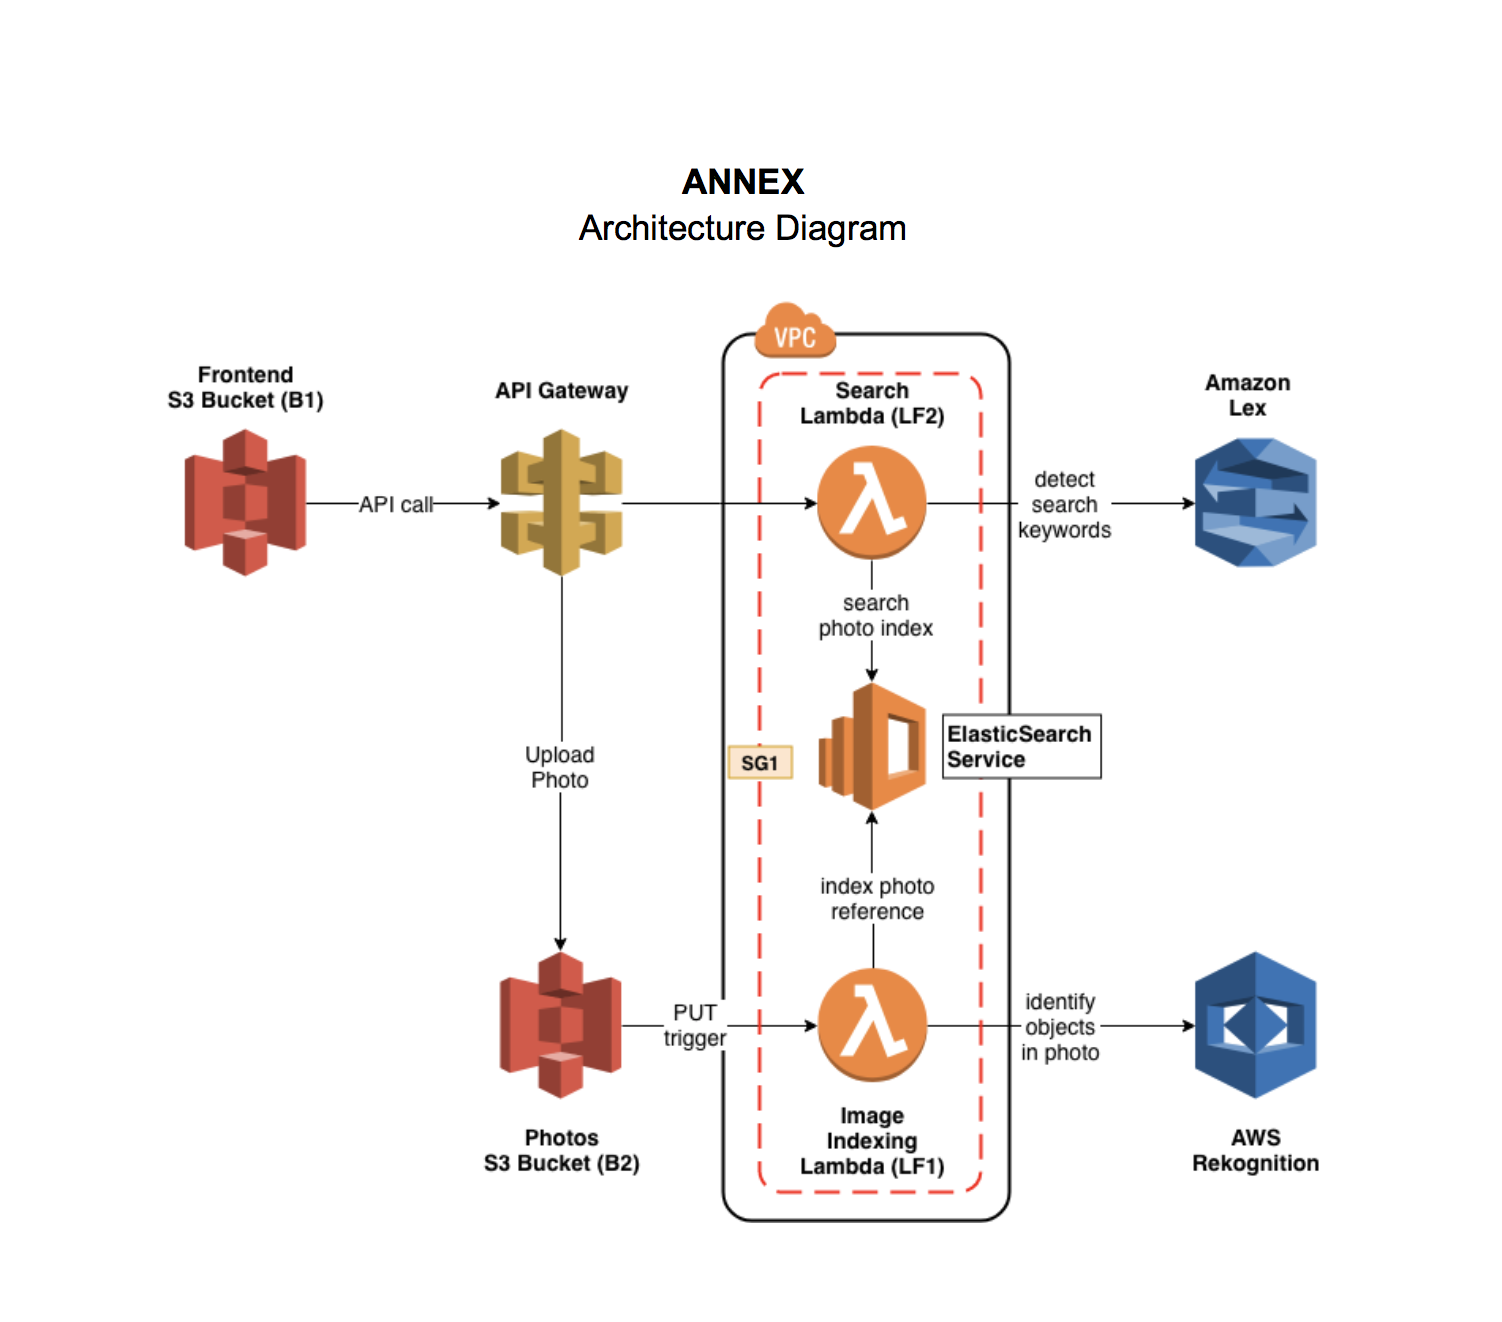 ANNEX
Architecture Diagram
VPC
Frontend
S3 Bucket (B1)
API Gateway
Search
Lambda (LF2)
Amazon
Lex
API call
detect
search
keywords
search
photo index
Upload
Photo
SG1
ElasticSearch
Service
index photo
reference
PUT
trigger
identify
objects
in photo
Photos
S3 Bucket (B2)
Image
Indexing
Lambda (LF1)
AWS
Rekognition